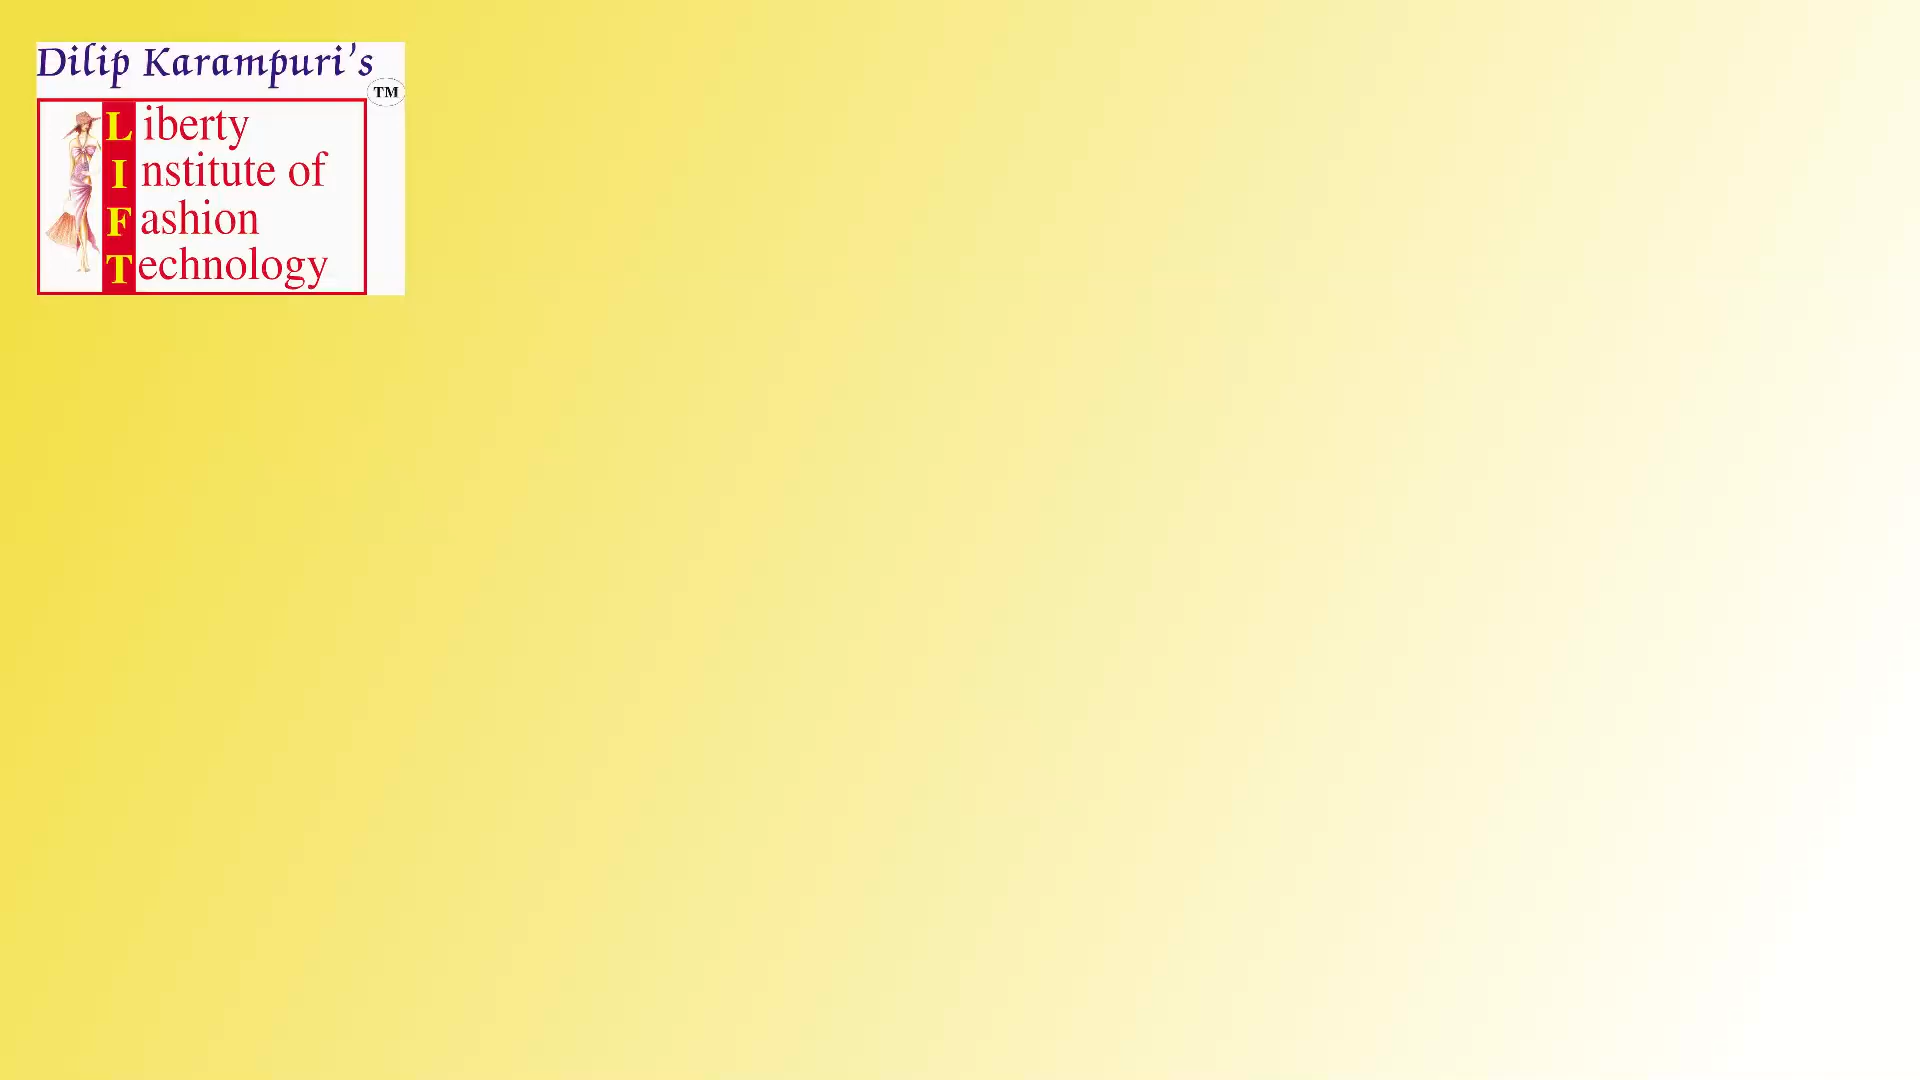 Dilip Karampuri's
TM
Liberty
Institute of
Fashion
Technology